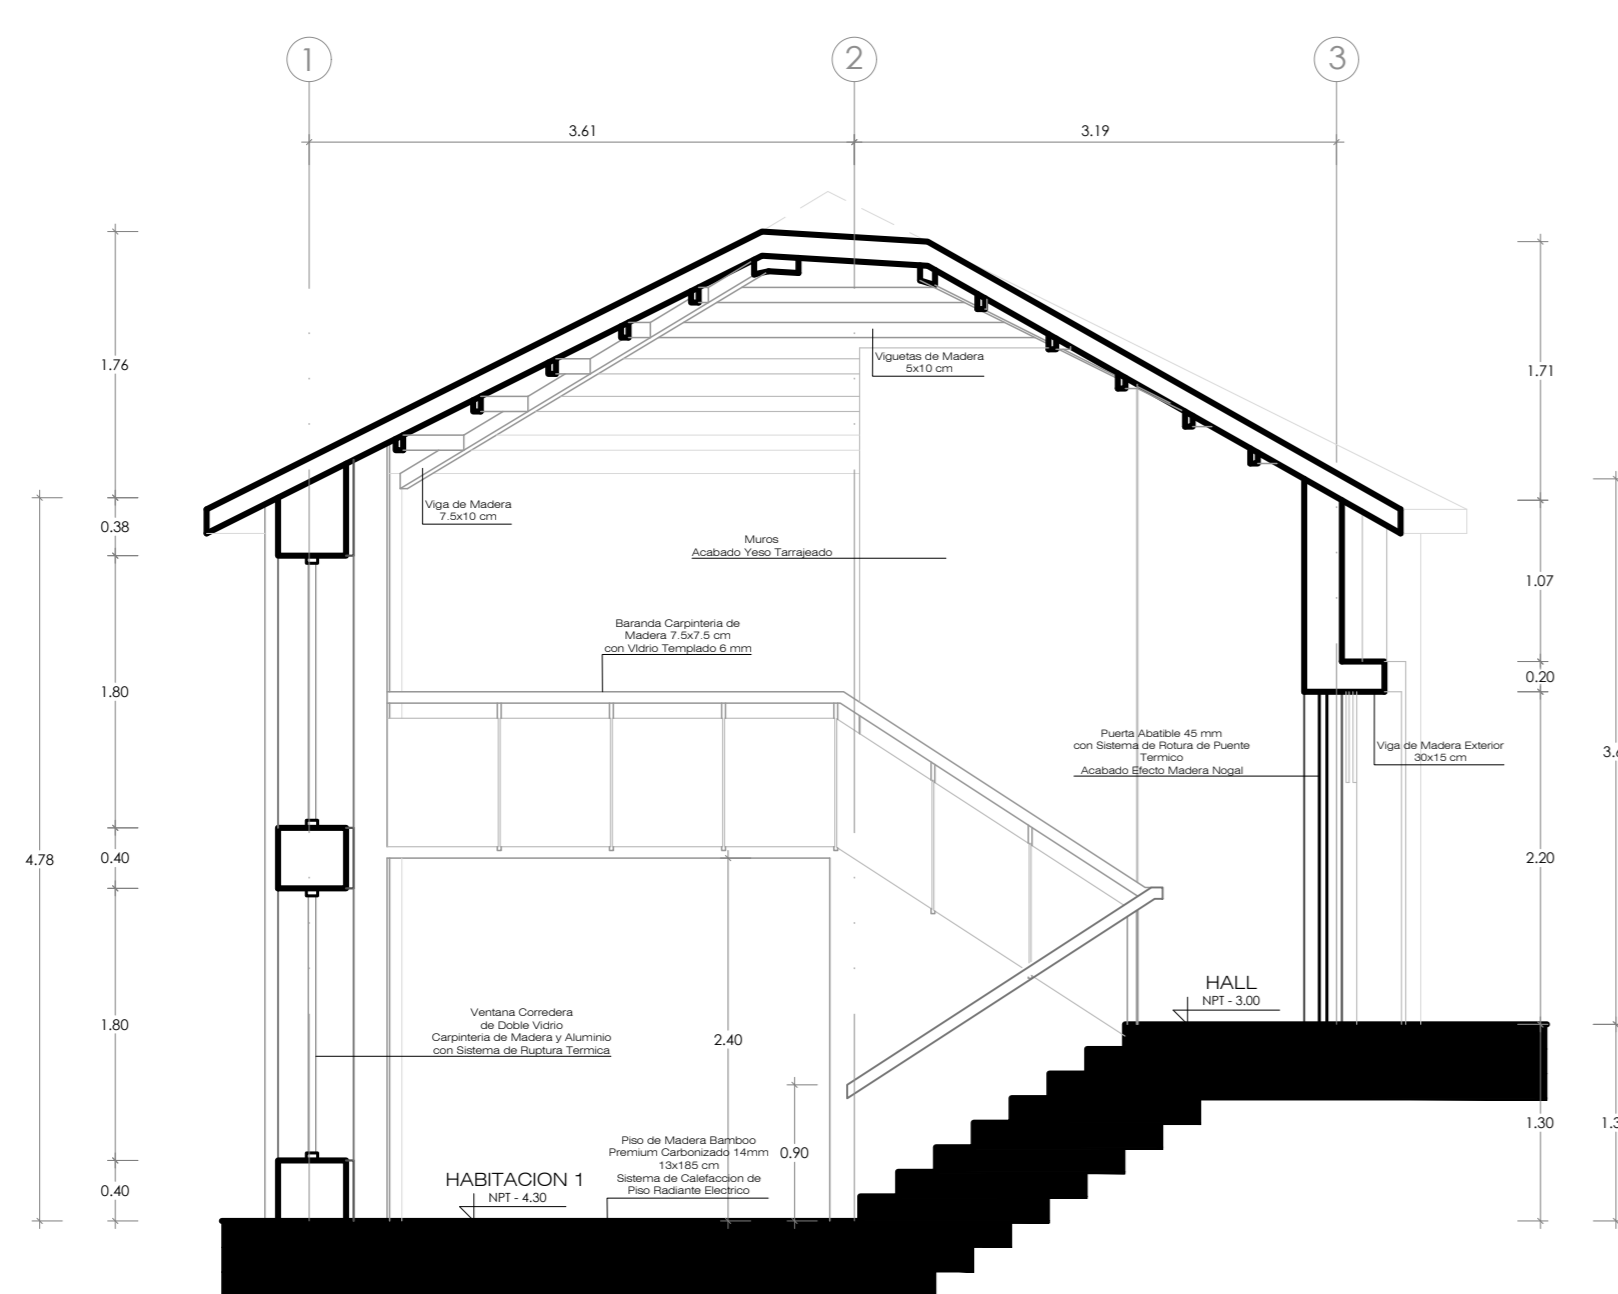 1
2
3
3.61
3.19
1.76
1.71
Viguetas de Madera
5x10 cm
Viga de Madera
7.5x10 cm
0.38
Muros
Acabado Yeso Tarrajeado
1.07
Baranda Carpinteria de
Madera 7.5x7.5 cm
con VIdrio Templado 6 mm
1.80
0.20
Puerta Abatible 45 mm
con Sistema de Rotura de Puente
Termico
Acabado Efecto Madera Nogal
Viga de Madera Exterior
30x15 cm
4.78
0.40
2.20
HALL
NPT - 3.00
Ventana Corredera
de Doble Vidrio
Carpinteria de Madera y Aluminio
con Sistema de Ruptura Termica
1.80
2.40
1.30
Piso de Madera Bamboo
Premium Carbonizado 14mm
13x185 cm
Sistema de Calefaccion de
Piso Radiante Electrico
0.90
HABITACION 1
NPT - 4.30
0.40